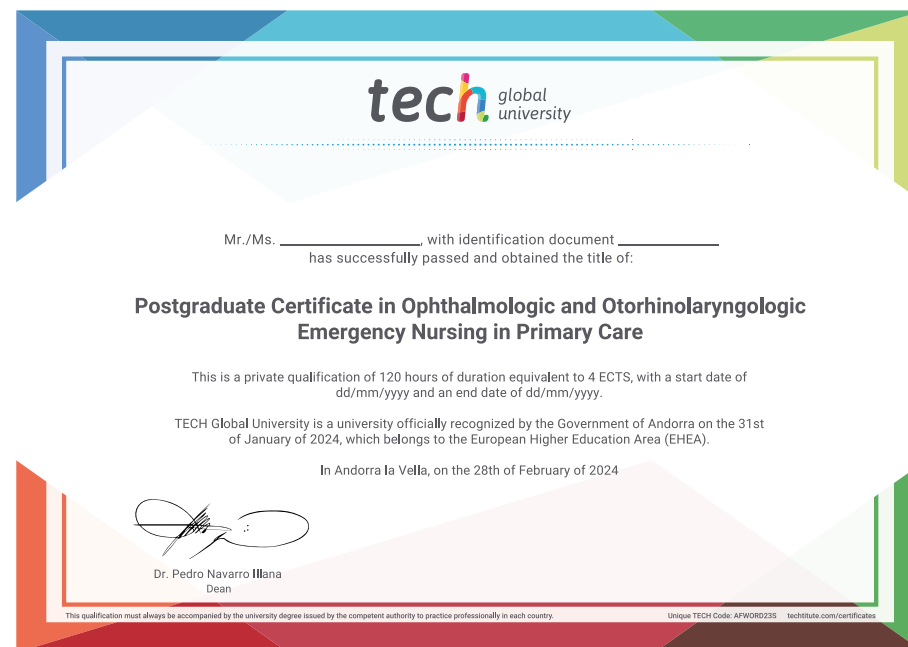 tech global university
Mr./Ms. ____________________, with identification document ______________
has successfully passed and obtained the title of:
Postgraduate Certificate in Ophthalmologic and Otorhinolaryngologic
Emergency Nursing in Primary Care
This is a private qualification of 120 hours of duration equivalent to 4 ECTS, with a start date of
dd/mm/yyyy and an end date of dd/mm/yyyy.
TECH Global University is a university officially recognized by the Government of Andorra on the 31st
of January of 2024, which belongs to the European Higher Education Area (EHEA).
In Andorra la Vella, on the 28th of February of 2024
Dr. Pedro Navarro Illana
Dean
This qualification must always be accompanied by the university degree issued by the competent authority to practice professionally in each country.
Unique TECH Code: AFWORD23S techtitute.com/certificates